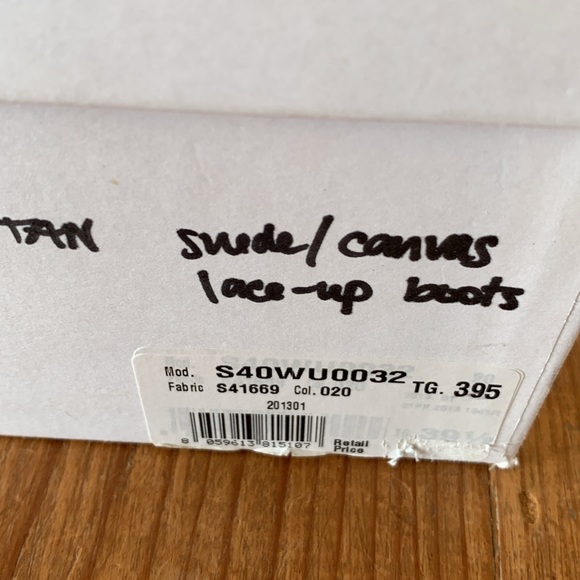 TAN suede/canvas
lace-up boots
Mod. S40WU0032 TG. 395
Fabric S41669 Col. 020
201301
8 059613 815107 Retail
Price